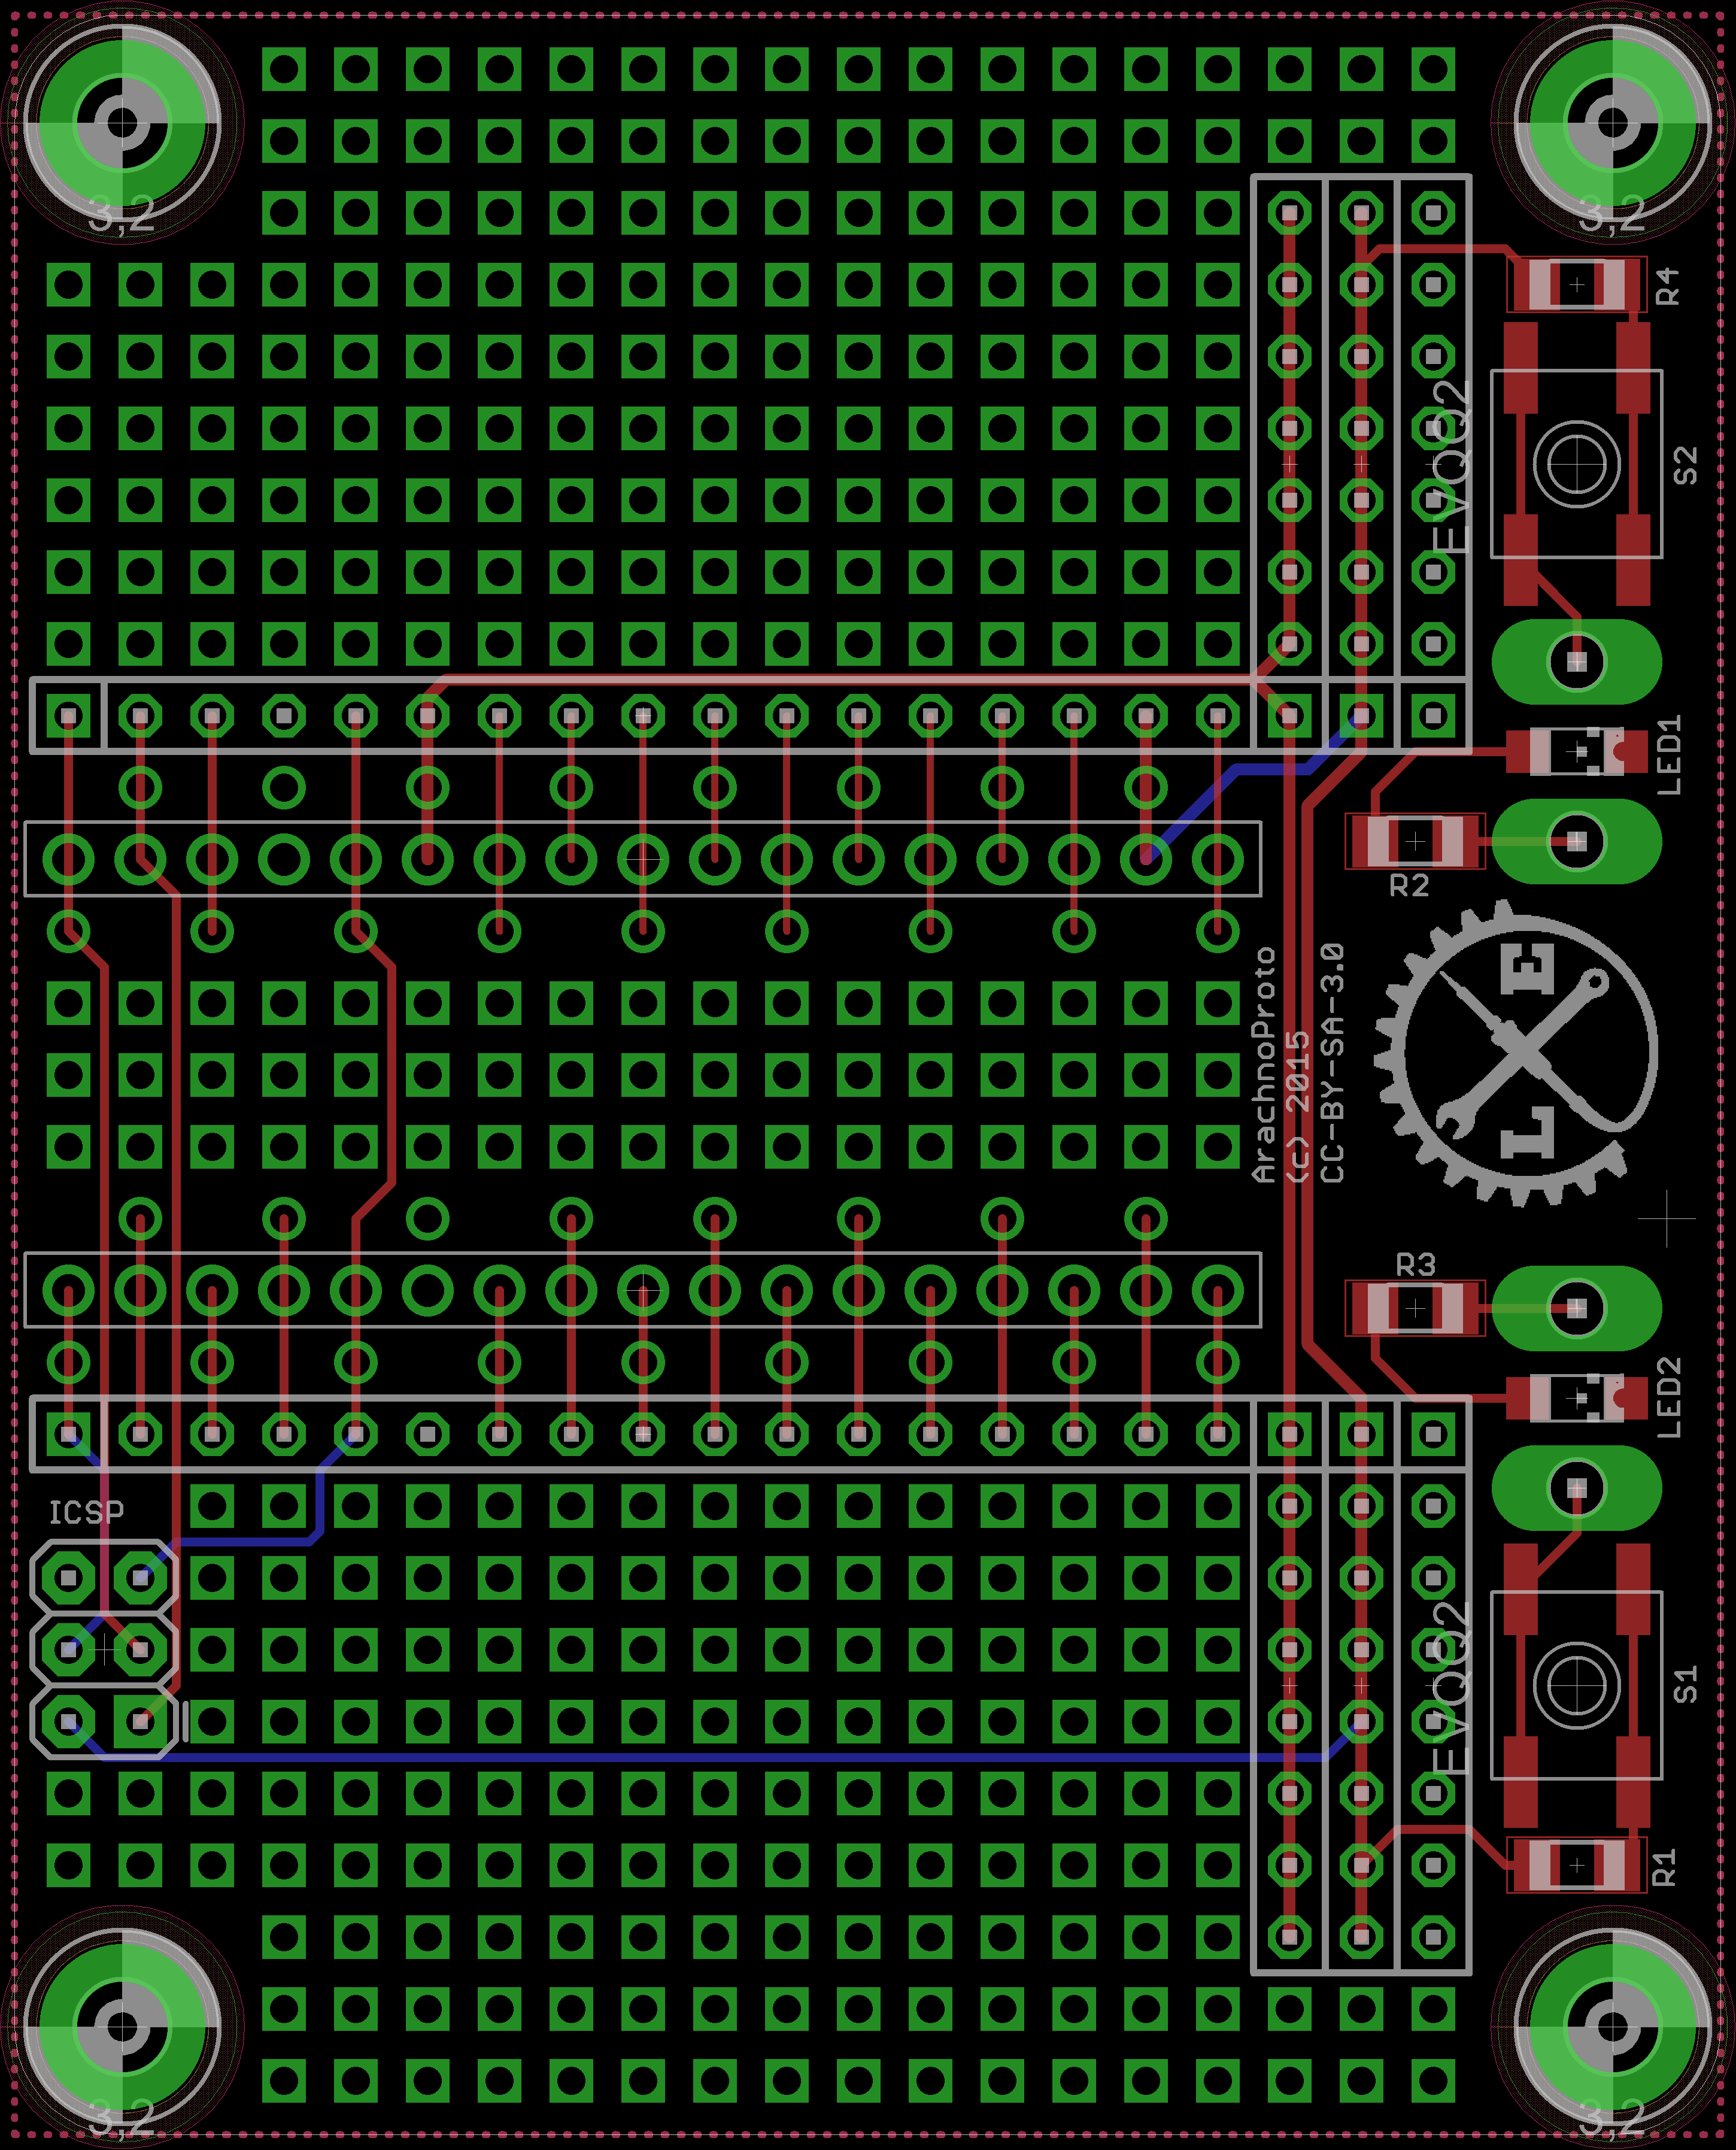 3,2
3,2
R4
EVQQ2
S2
LED1
R2
ArachnoProto
(c) 2015
CC-BY-SA-3.0
L E
R3
LED2
ICSP
EVQQ2
S1
R1
3,2
3,2